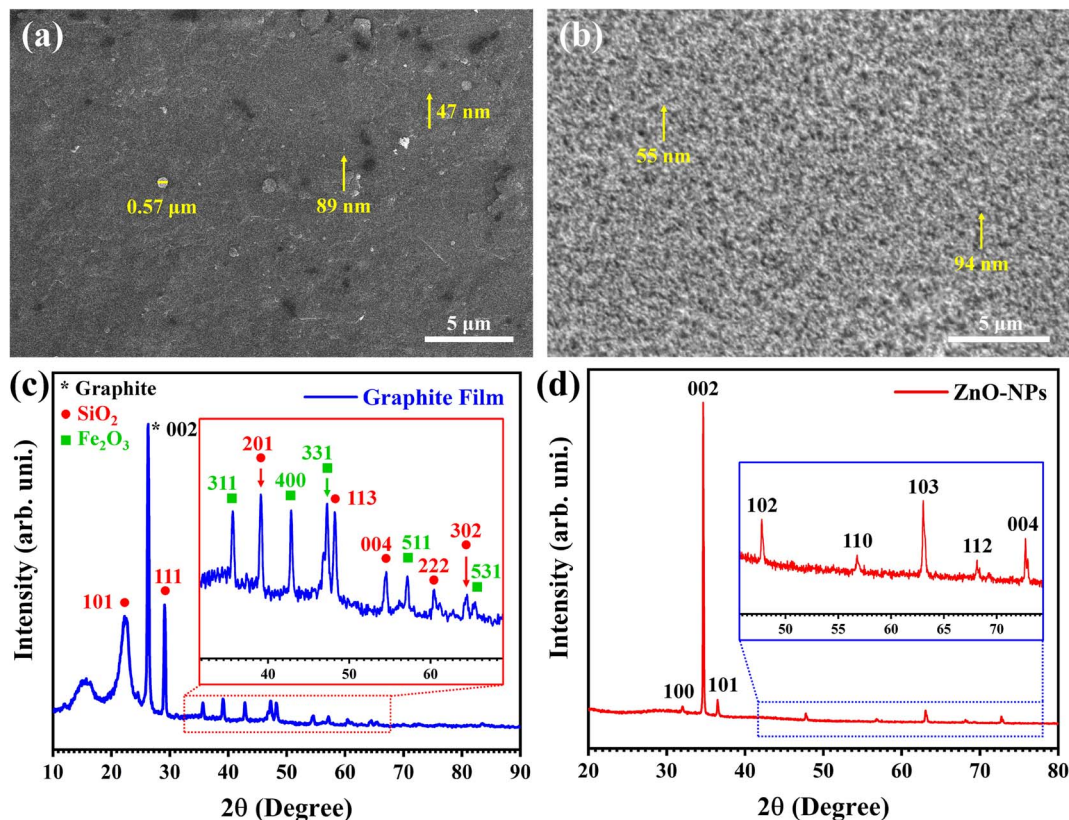 (a)
47 nm
89 nm
0.57 μm
5 μm
(b)
55 nm
94 nm
5 μm
(c)
* Graphite
● SiO₂
■ Fe₂O₃
Graphite Film
* 002
101
111
311
201
400
331
113
004
511
222
302
531
40 50 60
Intensity (arb. uni.)
10 20 30 40 50 60 70 80 90
2θ (Degree)
(d)
ZnO-NPs
002
100
101
102
110
103
112
004
50 55 60 65 70
Intensity (arb. uni.)
20 30 40 50 60 70 80
2θ (Degree)